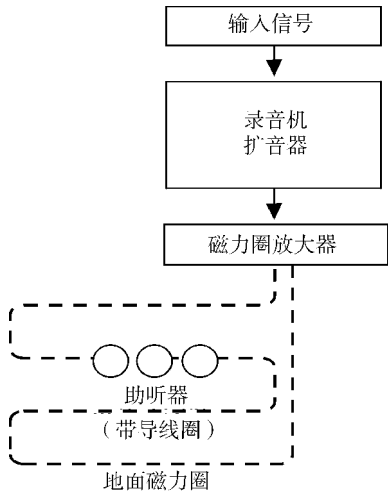 输入信号
录音机
扩音器
磁力圈放大器
助听器
（带导线圈）
地面磁力圈